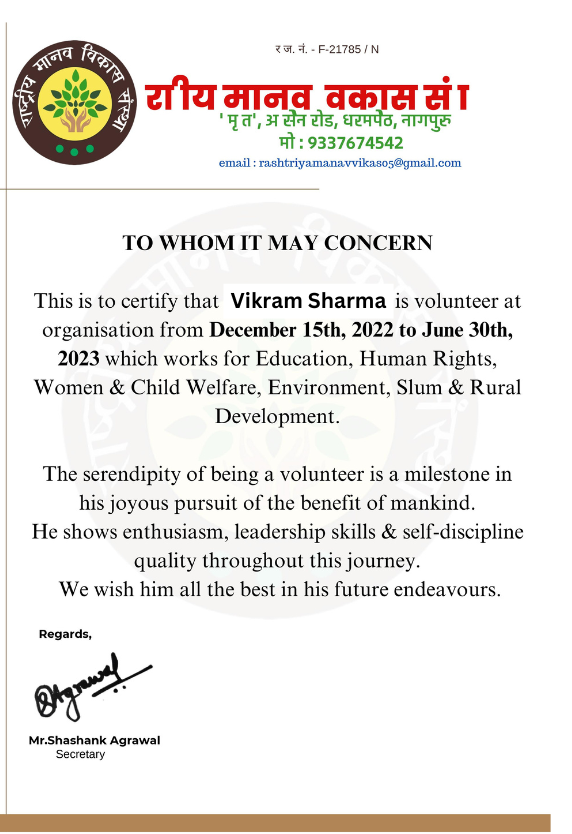 राष्ट्रीय मानव विकास संस्था
र ज. नं. - F-21785 / N
राीय मानव वकास सं ा
' मृ त', अ सेन रोड, धरमपेठ, नागपुरु
मो : 9337674542
email : rashtriyamanavvikas05@gmail.com
TO WHOM IT MAY CONCERN
This is to certify that Vikram Sharma is volunteer at
organisation from December 15th, 2022 to June 30th,
2023 which works for Education, Human Rights,
Women & Child Welfare, Environment, Slum & Rural
Development.
The serendipity of being a volunteer is a milestone in
his joyous pursuit of the benefit of mankind.
He shows enthusiasm, leadership skills & self-discipline
quality throughout this journey.
We wish him all the best in his future endeavours.
Regards,
SAgrawal
Mr.Shashank Agrawal
Secretary